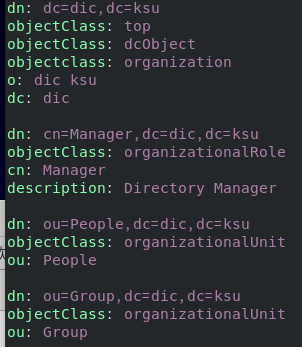 dn: dc=dic,dc=ksu
objectClass: top
objectClass: dcObject
objectclass: organization
o: dic ksu
dc: dic
dn: cn=Manager,dc=dic,dc=ksu
objectClass: organizationalRole
cn: Manager
description: Directory Manager
dn: ou=People,dc=dic,dc=ksu
objectClass: organizationalUnit
ou: People
dn: ou=Group,dc=dic,dc=ksu
objectClass: organizationalUnit
ou: Group